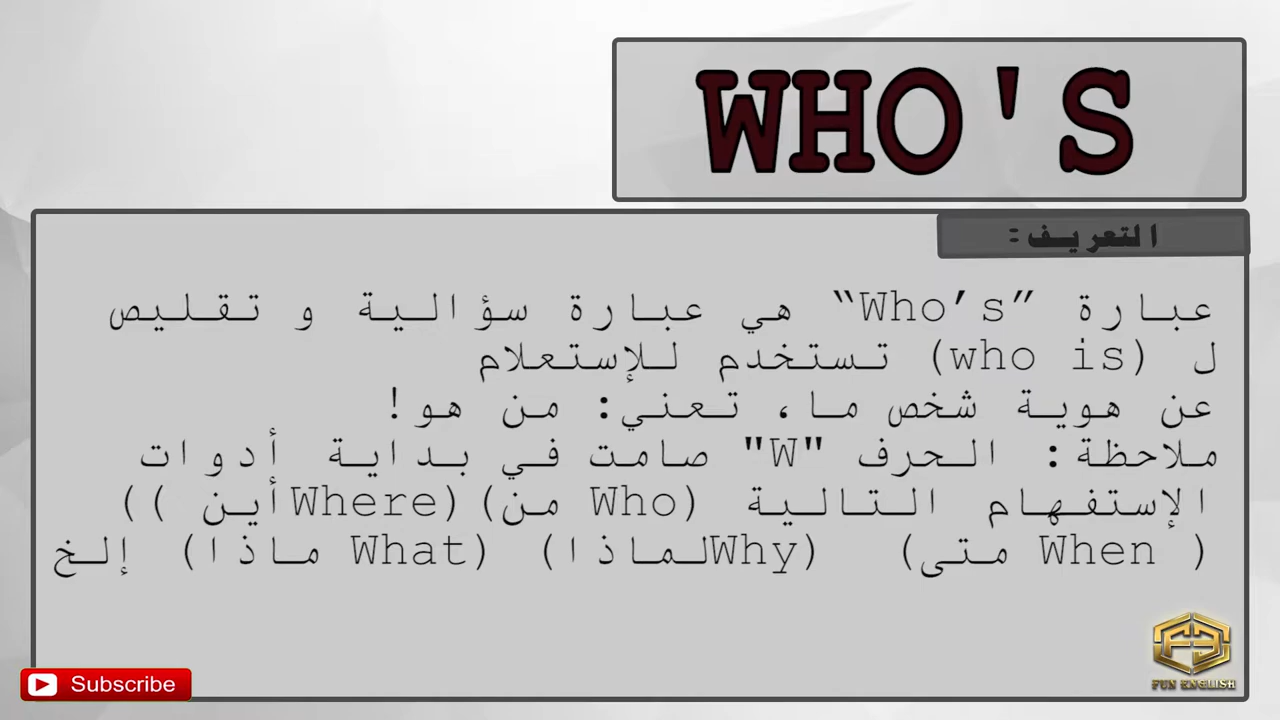 WHO'S
التعريف:
عبارة “Who’s” هي عبارة سؤالية و تقليص
ل (who is) تستخدم للإستعلام
عن هوية شخص ما، تعني: من هو!
ملاحظة: الحرف "W" صامت في بداية أدوات
الإستفهام التالية (Who من)(Whereأين ))
( When متى) (Whyلماذا) (What ماذا) إلخ
FUN ENGLISH
Subscribe